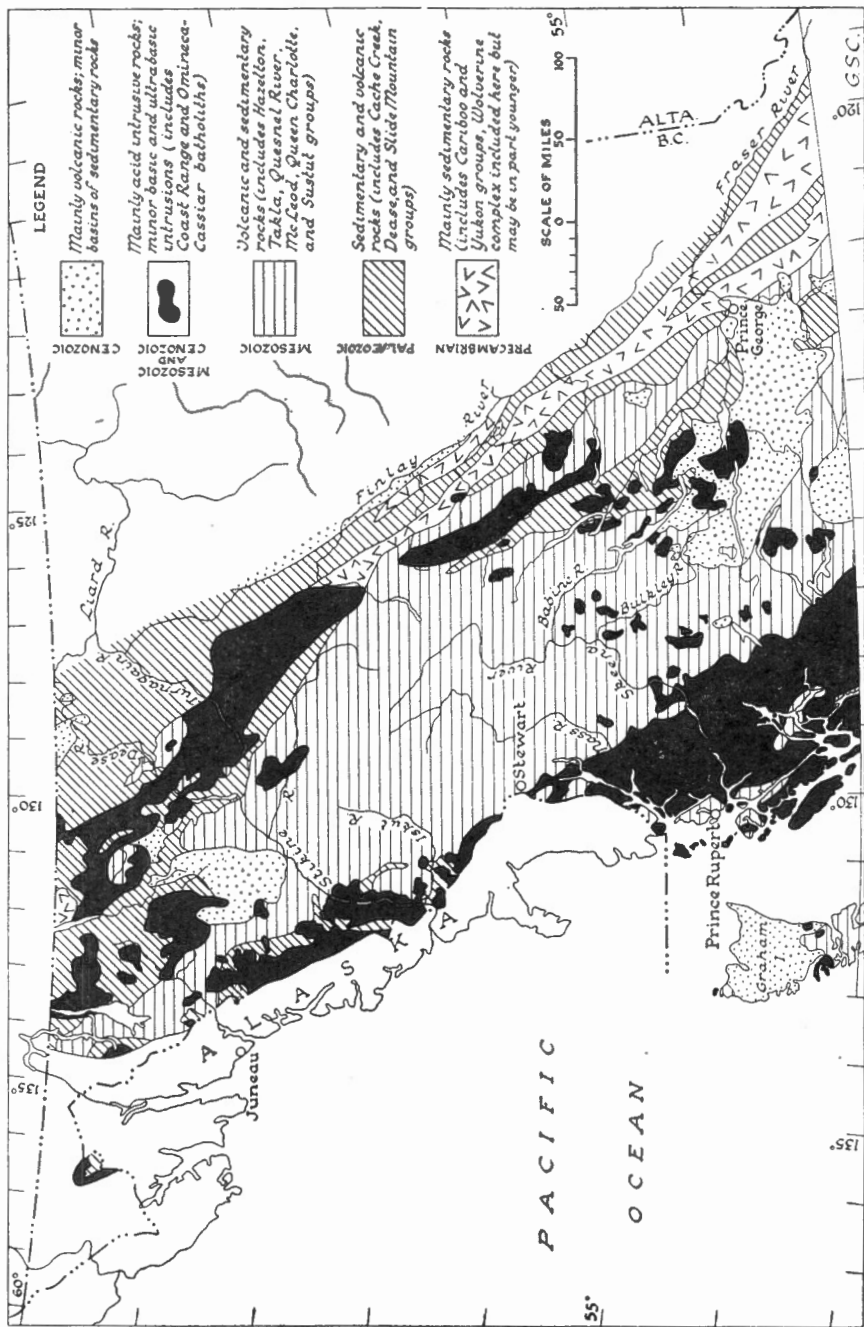 LEGEND
CENOZOIC
Mainly volcanic rocks; minor
basins of sedimentary rocks
MESOZOIC
AND
CENOZOIC
Mainly acid intrusive rocks;
minor basic and ultrabasic
intrusions (includes
Coast Range and Omineca-
Cassiar batholiths)
MESOZOIC
Volcanic and sedimentary
rocks (includes Hazelton,
Takla, Quesnel River,
McLeod, Queen Charlotte,
and Sustut groups)
PALÆOZOIC
Sedimentary and volcanic
rocks (includes Cache Creek,
Dease, and Slide Mountain
groups)
PRECAMBRIAN
Mainly sedimentary rocks
(includes Cariboo and
Yukon groups, Wolverine
complex included here but
may be in part younger)
SCALE OF MILES
50 0 50 100
60°
135°
130°
125°
55°
ALTA.
B.C.
Liard R.
Turnagain R.
Dease R.
Finlay River
Fraser River
Stikine R.
Iskut R.
ALASKA
Juneau
Stewart
Nass R.
Skeena River
Babine R.
Bulkley R.
Prince
George
Prince Rupert
Graham
I.
PACIFIC
OCEAN
55°
135°
130°
120°
G.S.C.